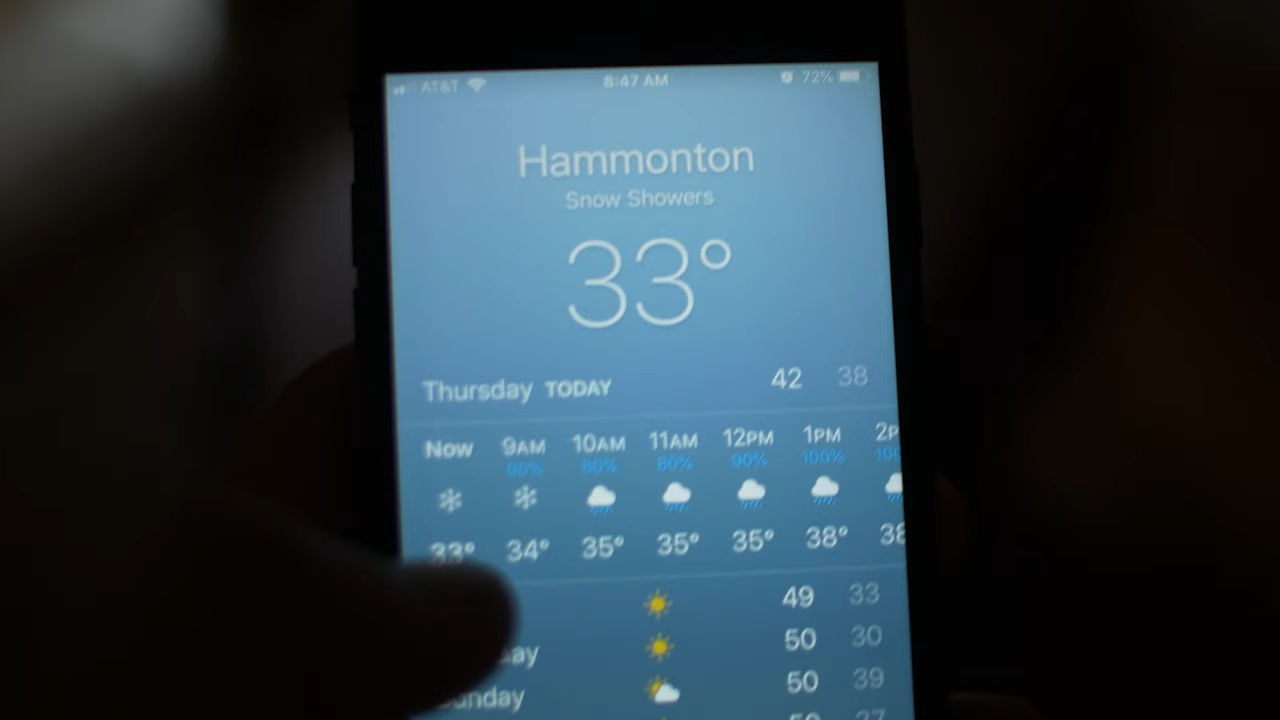 AT&T 8:47 AM 72%
Hammonton
Snow Showers
33°
Thursday TODAY 42 38
Now 9AM 10AM 11AM 12PM 1PM
90% 80% 80% 90% 100%
33° 34° 35° 35° 35° 38° 38
49 33
50 30
50 39